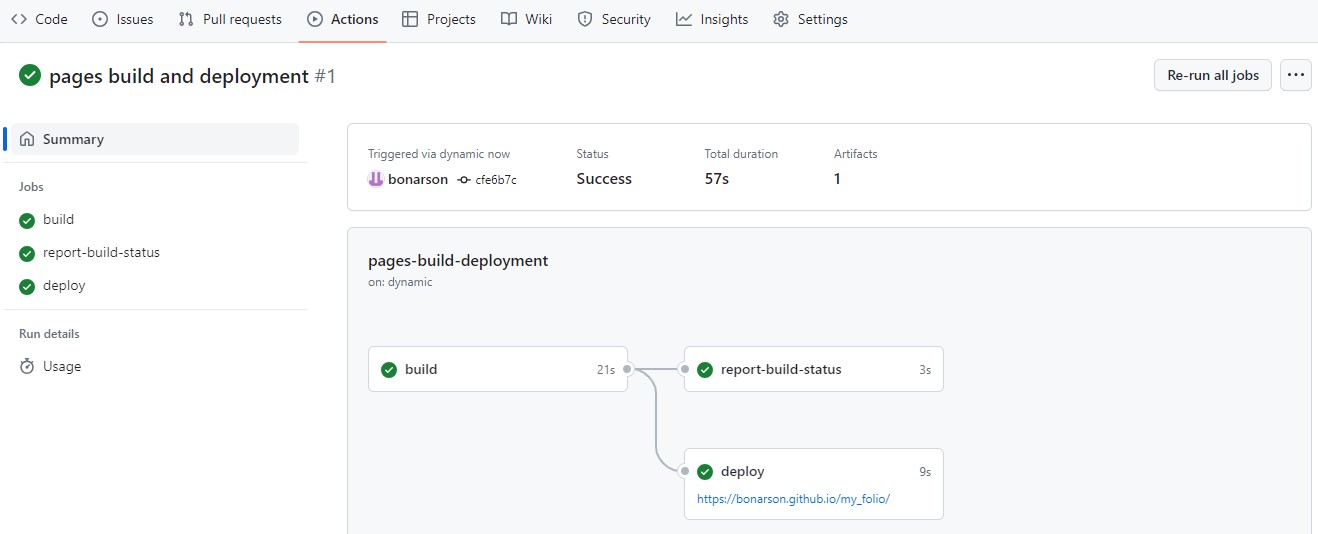 Code Issues Pull requests Actions Projects Wiki Security Insights Settings
pages build and deployment #1
Re-run all jobs
Summary
Jobs
build
report-build-status
deploy
Run details
Usage
Triggered via dynamic now
bonarson cfe6b7c
Status
Success
Total duration
57s
Artifacts
1
pages-build-deployment
on: dynamic
build 21s
report-build-status 3s
deploy 9s
https://bonarson.github.io/my_folio/